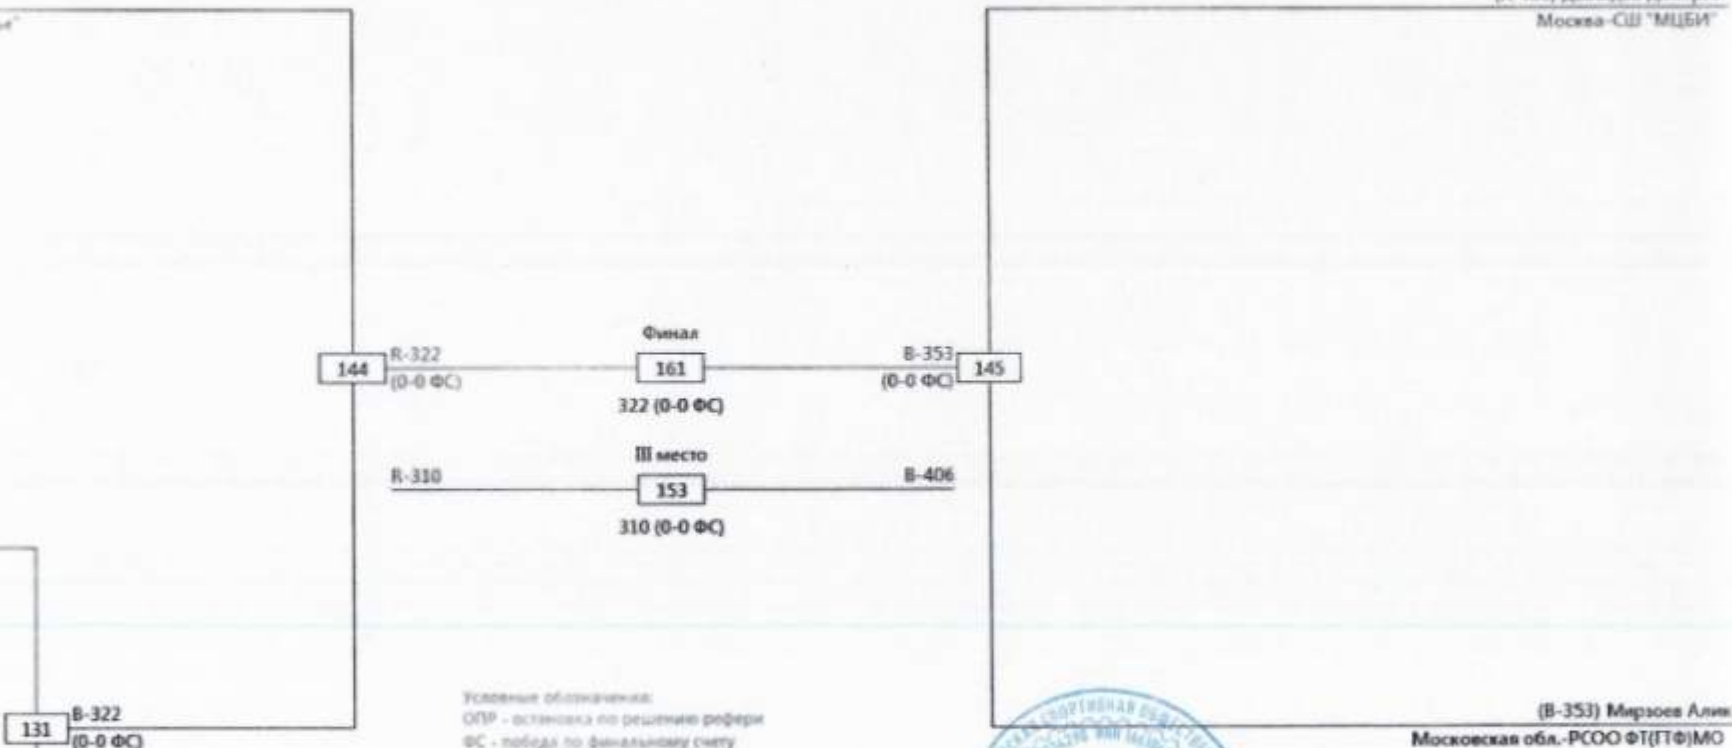 Москва-СШ "МЦБИ"
Финал
144
R-322
(0-0 ФС)
161
B-353
(0-0 ФС)
145
322 (0-0 ФС)
III место
R-310
153
B-406
310 (0-0 ФС)
Условные обозначения:
ОПР - остановка по решению рефери
ФС - победа по финальному счету
131
B-322
(0-0 ФС)
(B-353) Мирзоев Алик
Московская обл.-РСОО ФТ(ГТФ)МО